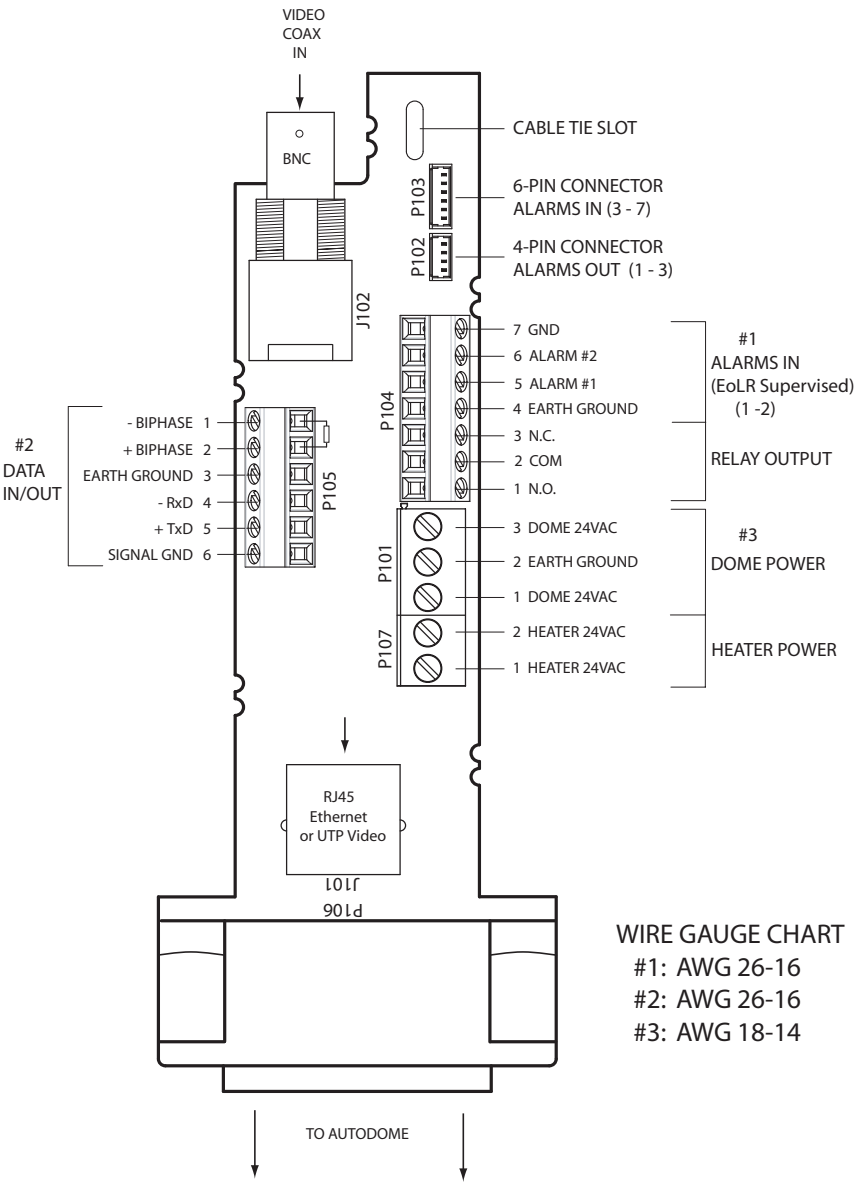 VIDEO
COAX
IN
BNC
CABLE TIE SLOT
P103
6-PIN CONNECTOR
ALARMS IN (3 - 7)
P102
4-PIN CONNECTOR
ALARMS OUT (1 - 3)
J102
P104
7 GND
6 ALARM #2
5 ALARM #1
4 EARTH GROUND
3 N.C.
2 COM
1 N.O.
#1
ALARMS IN
(EoLR Supervised)
(1 -2)
RELAY OUTPUT
#2
DATA
IN/OUT
- BIPHASE 1
+ BIPHASE 2
EARTH GROUND 3
- RxD 4
+ TxD 5
SIGNAL GND 6
P105
P101
3 DOME 24VAC
2 EARTH GROUND
1 DOME 24VAC
#3
DOME POWER
P107
2 HEATER 24VAC
1 HEATER 24VAC
HEATER POWER
RJ45
Ethernet
or UTP Video
J101
P106
WIRE GAUGE CHART
#1: AWG 26-16
#2: AWG 26-16
#3: AWG 18-14
TO AUTODOME